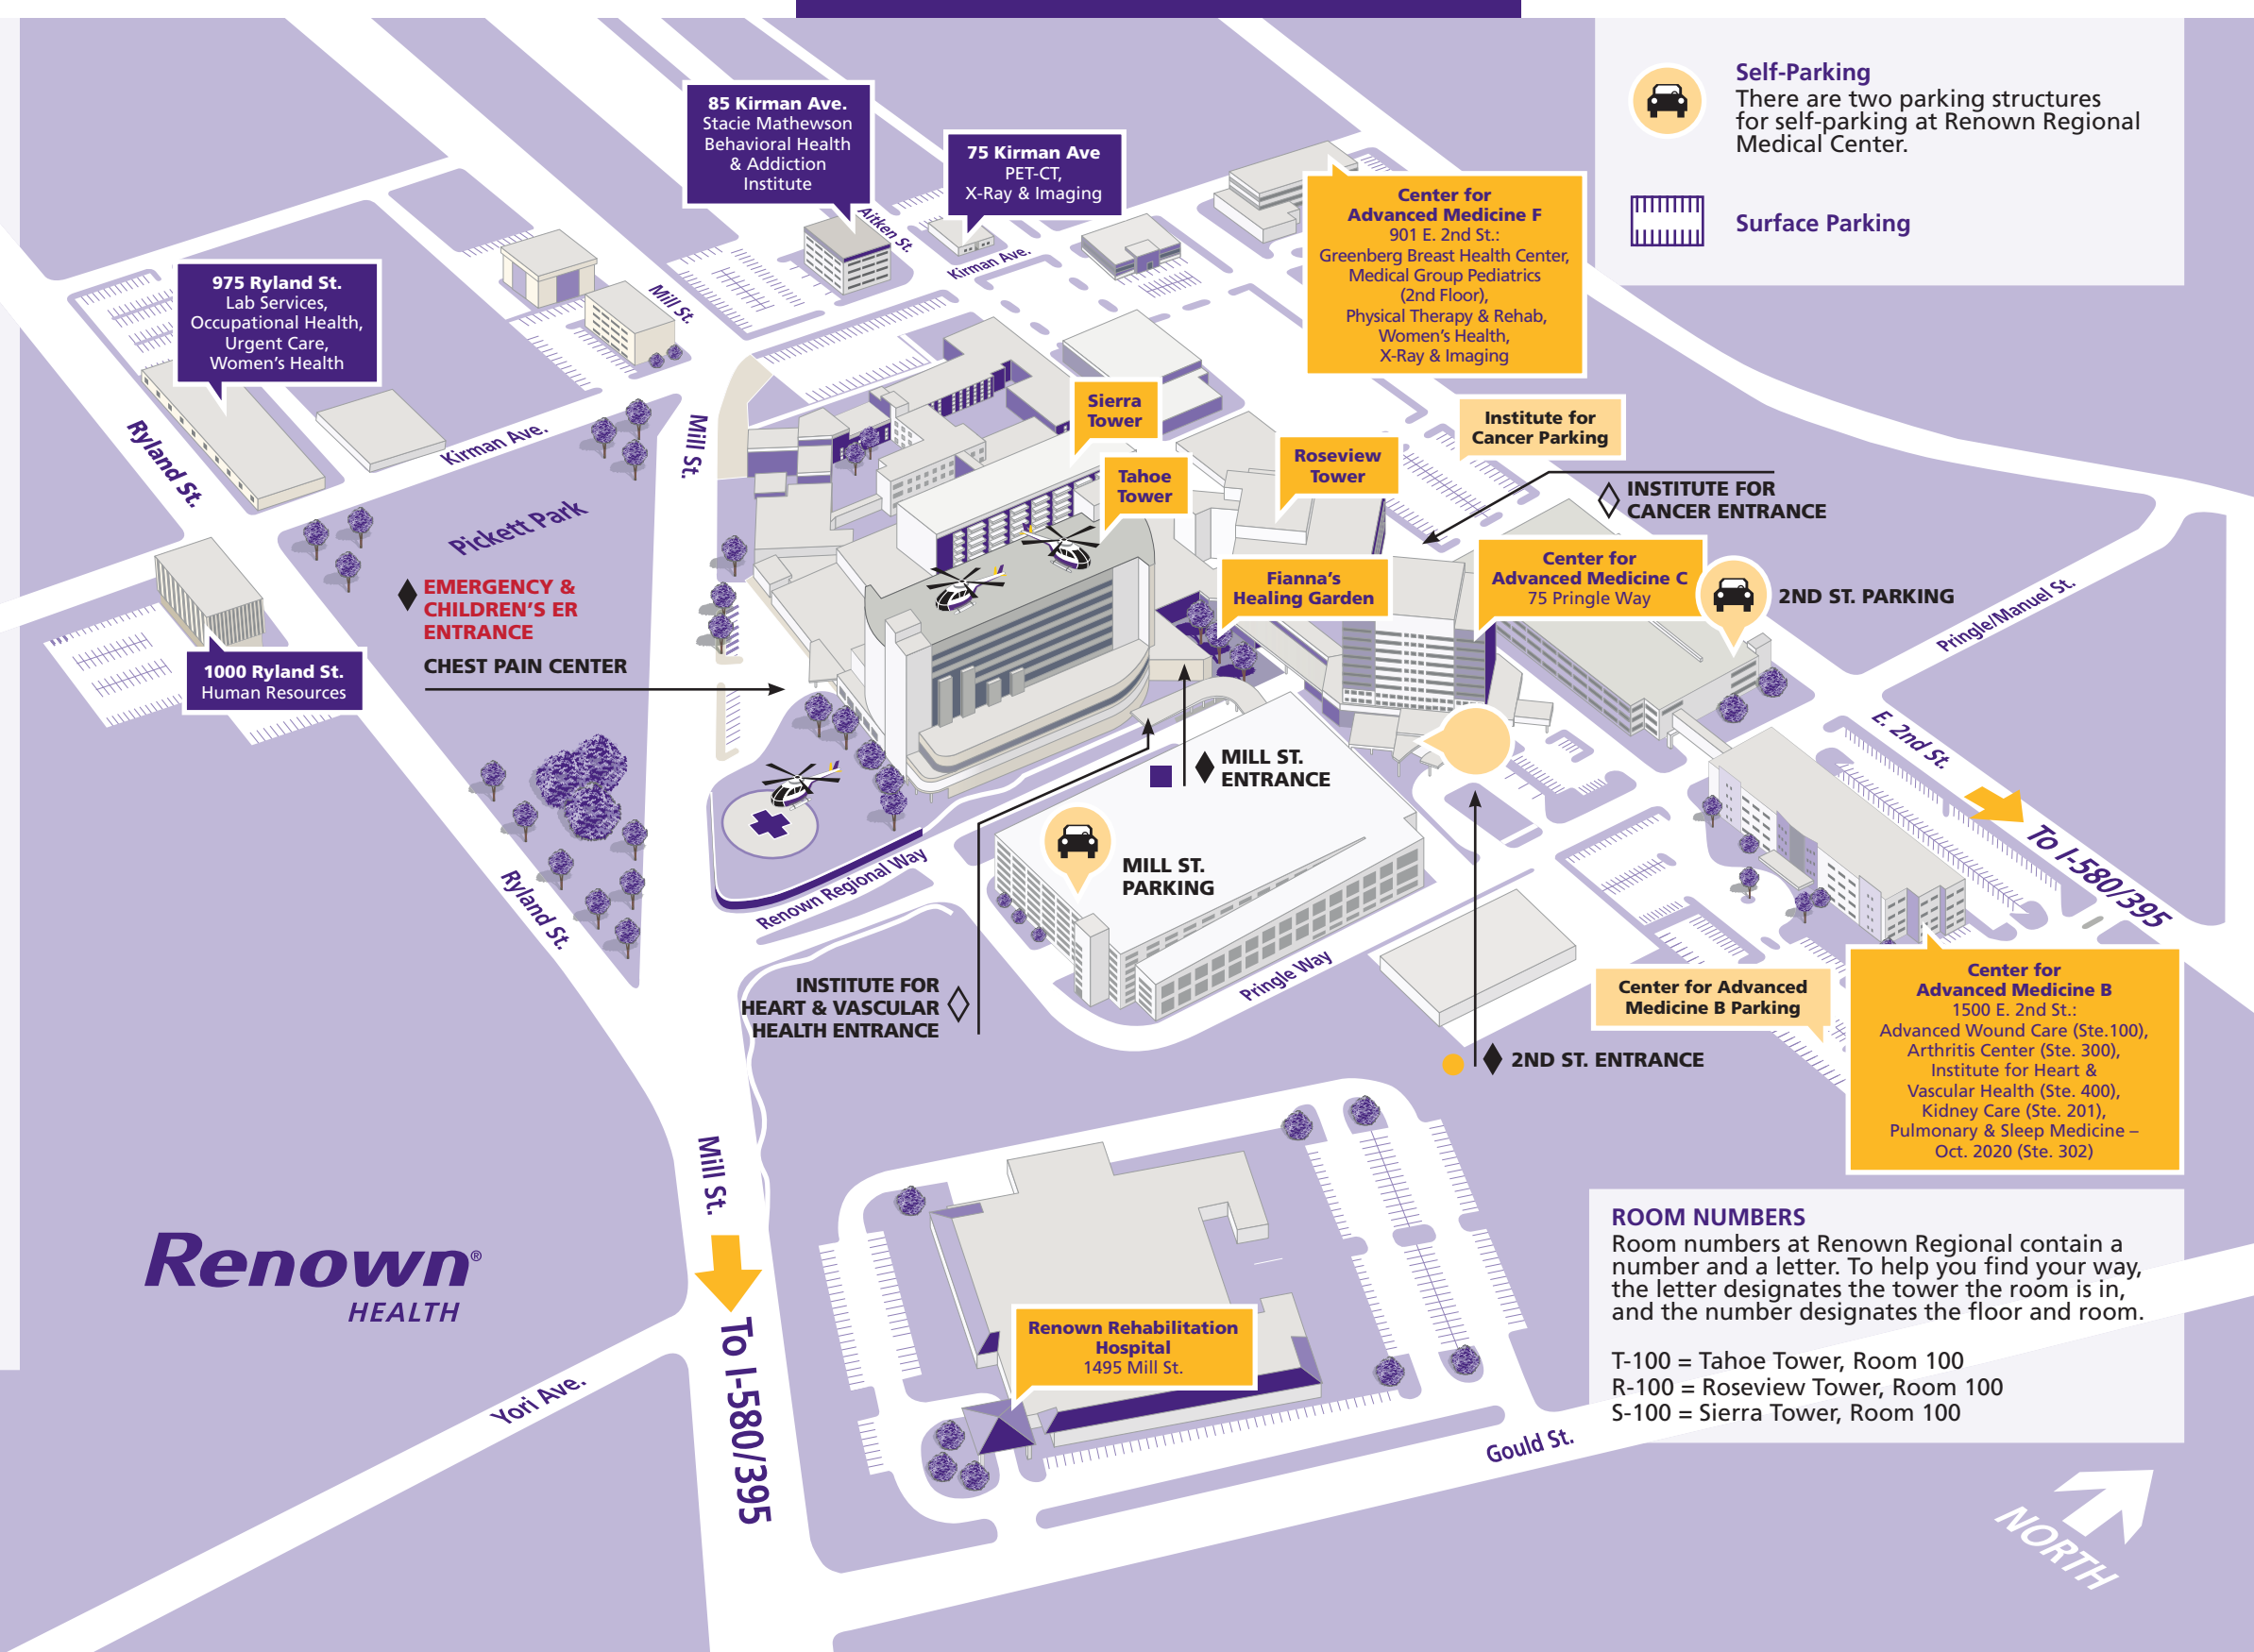 Self-Parking
There are two parking structures
for self-parking at Renown Regional
Medical Center.
Surface Parking
85 Kirman Ave.
Stacie Mathewson
Behavioral Health
& Addiction
Institute
75 Kirman Ave
PET-CT,
X-Ray & Imaging
Center for
Advanced Medicine F
901 E. 2nd St.:
Greenberg Breast Health Center,
Medical Group Pediatrics
(2nd Floor),
Physical Therapy & Rehab,
Women's Health,
X-Ray & Imaging
Aitken St.
Kirman Ave.
975 Ryland St.
Lab Services,
Occupational Health,
Urgent Care,
Women's Health
Mill St.
Ryland St.
Kirman Ave.
Mill St.
Sierra
Tower
Tahoe
Tower
Roseview
Tower
Institute for
Cancer Parking
INSTITUTE FOR
CANCER ENTRANCE
Pickett Park
EMERGENCY &
CHILDREN'S ER
ENTRANCE
CHEST PAIN CENTER
Fianna's
Healing Garden
Center for
Advanced Medicine C
75 Pringle Way
2ND ST. PARKING
Pringle/Manuel St.
1000 Ryland St.
Human Resources
E. 2nd St.
MILL ST.
ENTRANCE
MILL ST.
PARKING
To I-580/395
Renown Regional Way
Ryland St.
Pringle Way
INSTITUTE FOR
HEART & VASCULAR
HEALTH ENTRANCE
Center for Advanced
Medicine B Parking
Center for
Advanced Medicine B
1500 E. 2nd St.:
Advanced Wound Care (Ste.100),
Arthritis Center (Ste. 300),
Institute for Heart &
Vascular Health (Ste. 400),
Kidney Care (Ste. 201),
Pulmonary & Sleep Medicine –
Oct. 2020 (Ste. 302)
2ND ST. ENTRANCE
Mill St.
Renown®
HEALTH
To I-580/395
Yori Ave.
Renown Rehabilitation
Hospital
1495 Mill St.
Gould St.
ROOM NUMBERS
Room numbers at Renown Regional contain a
number and a letter. To help you find your way,
the letter designates the tower the room is in,
and the number designates the floor and room.
T-100 = Tahoe Tower, Room 100
R-100 = Roseview Tower, Room 100
S-100 = Sierra Tower, Room 100
NORTH